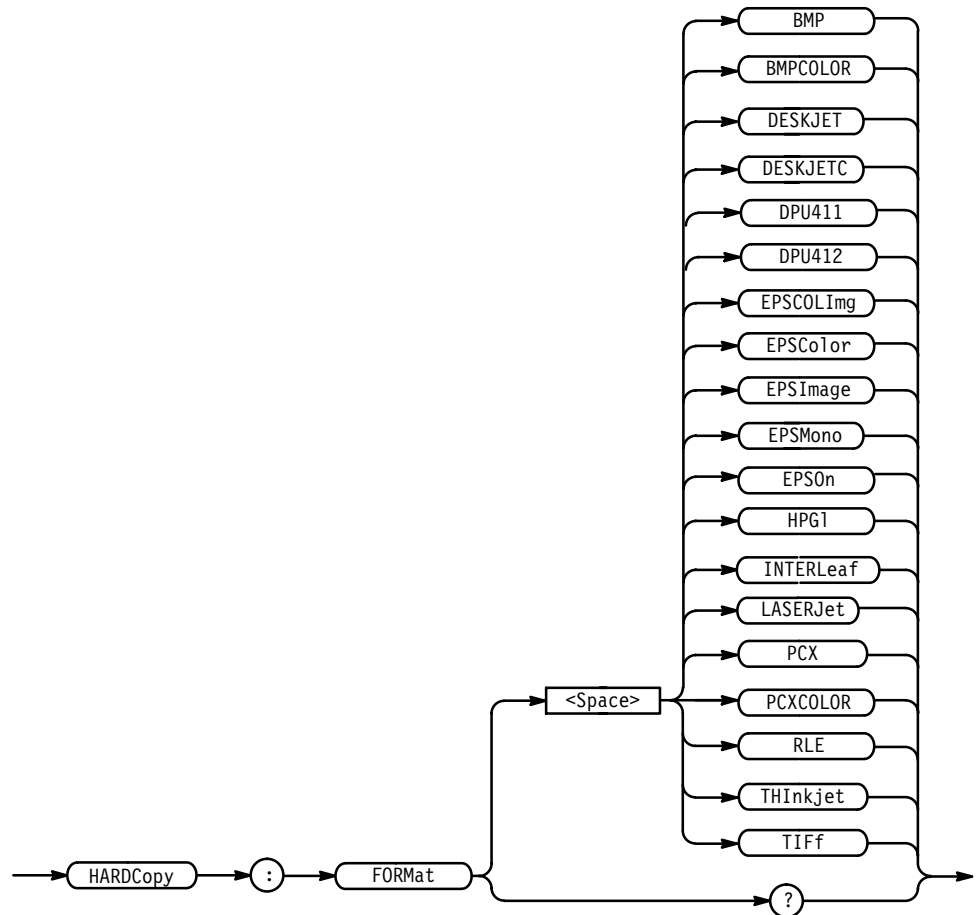 BMP
BMPCOLOR
DESKJET
DESKJETC
DPU411
DPU412
EPSCOLImg
EPSColor
EPSImage
EPSMono
EPSOn
HPGl
INTERLeaf
LASERJet
PCX
<Space>
PCXCOLOR
RLE
THInkjet
TIFf
HARDCopy : FORMat
?